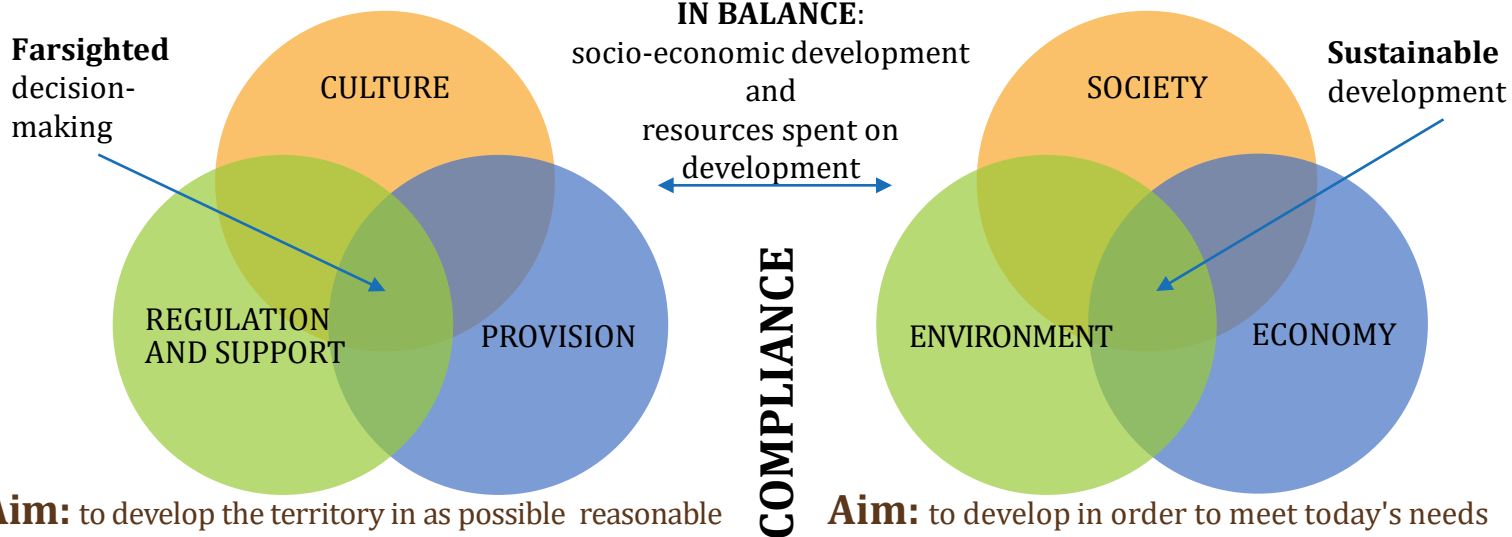 Farsighted
decision-
making
CULTURE
REGULATION
AND SUPPORT
PROVISION
IN BALANCE:
socio-economic development
and
resources spent on
development
COMPLIANCE
SOCIETY
ENVIRONMENT
ECONOMY
Sustainable
development
Aim: to develop the territory in as possible reasonable
Aim: to develop in order to meet today's needs